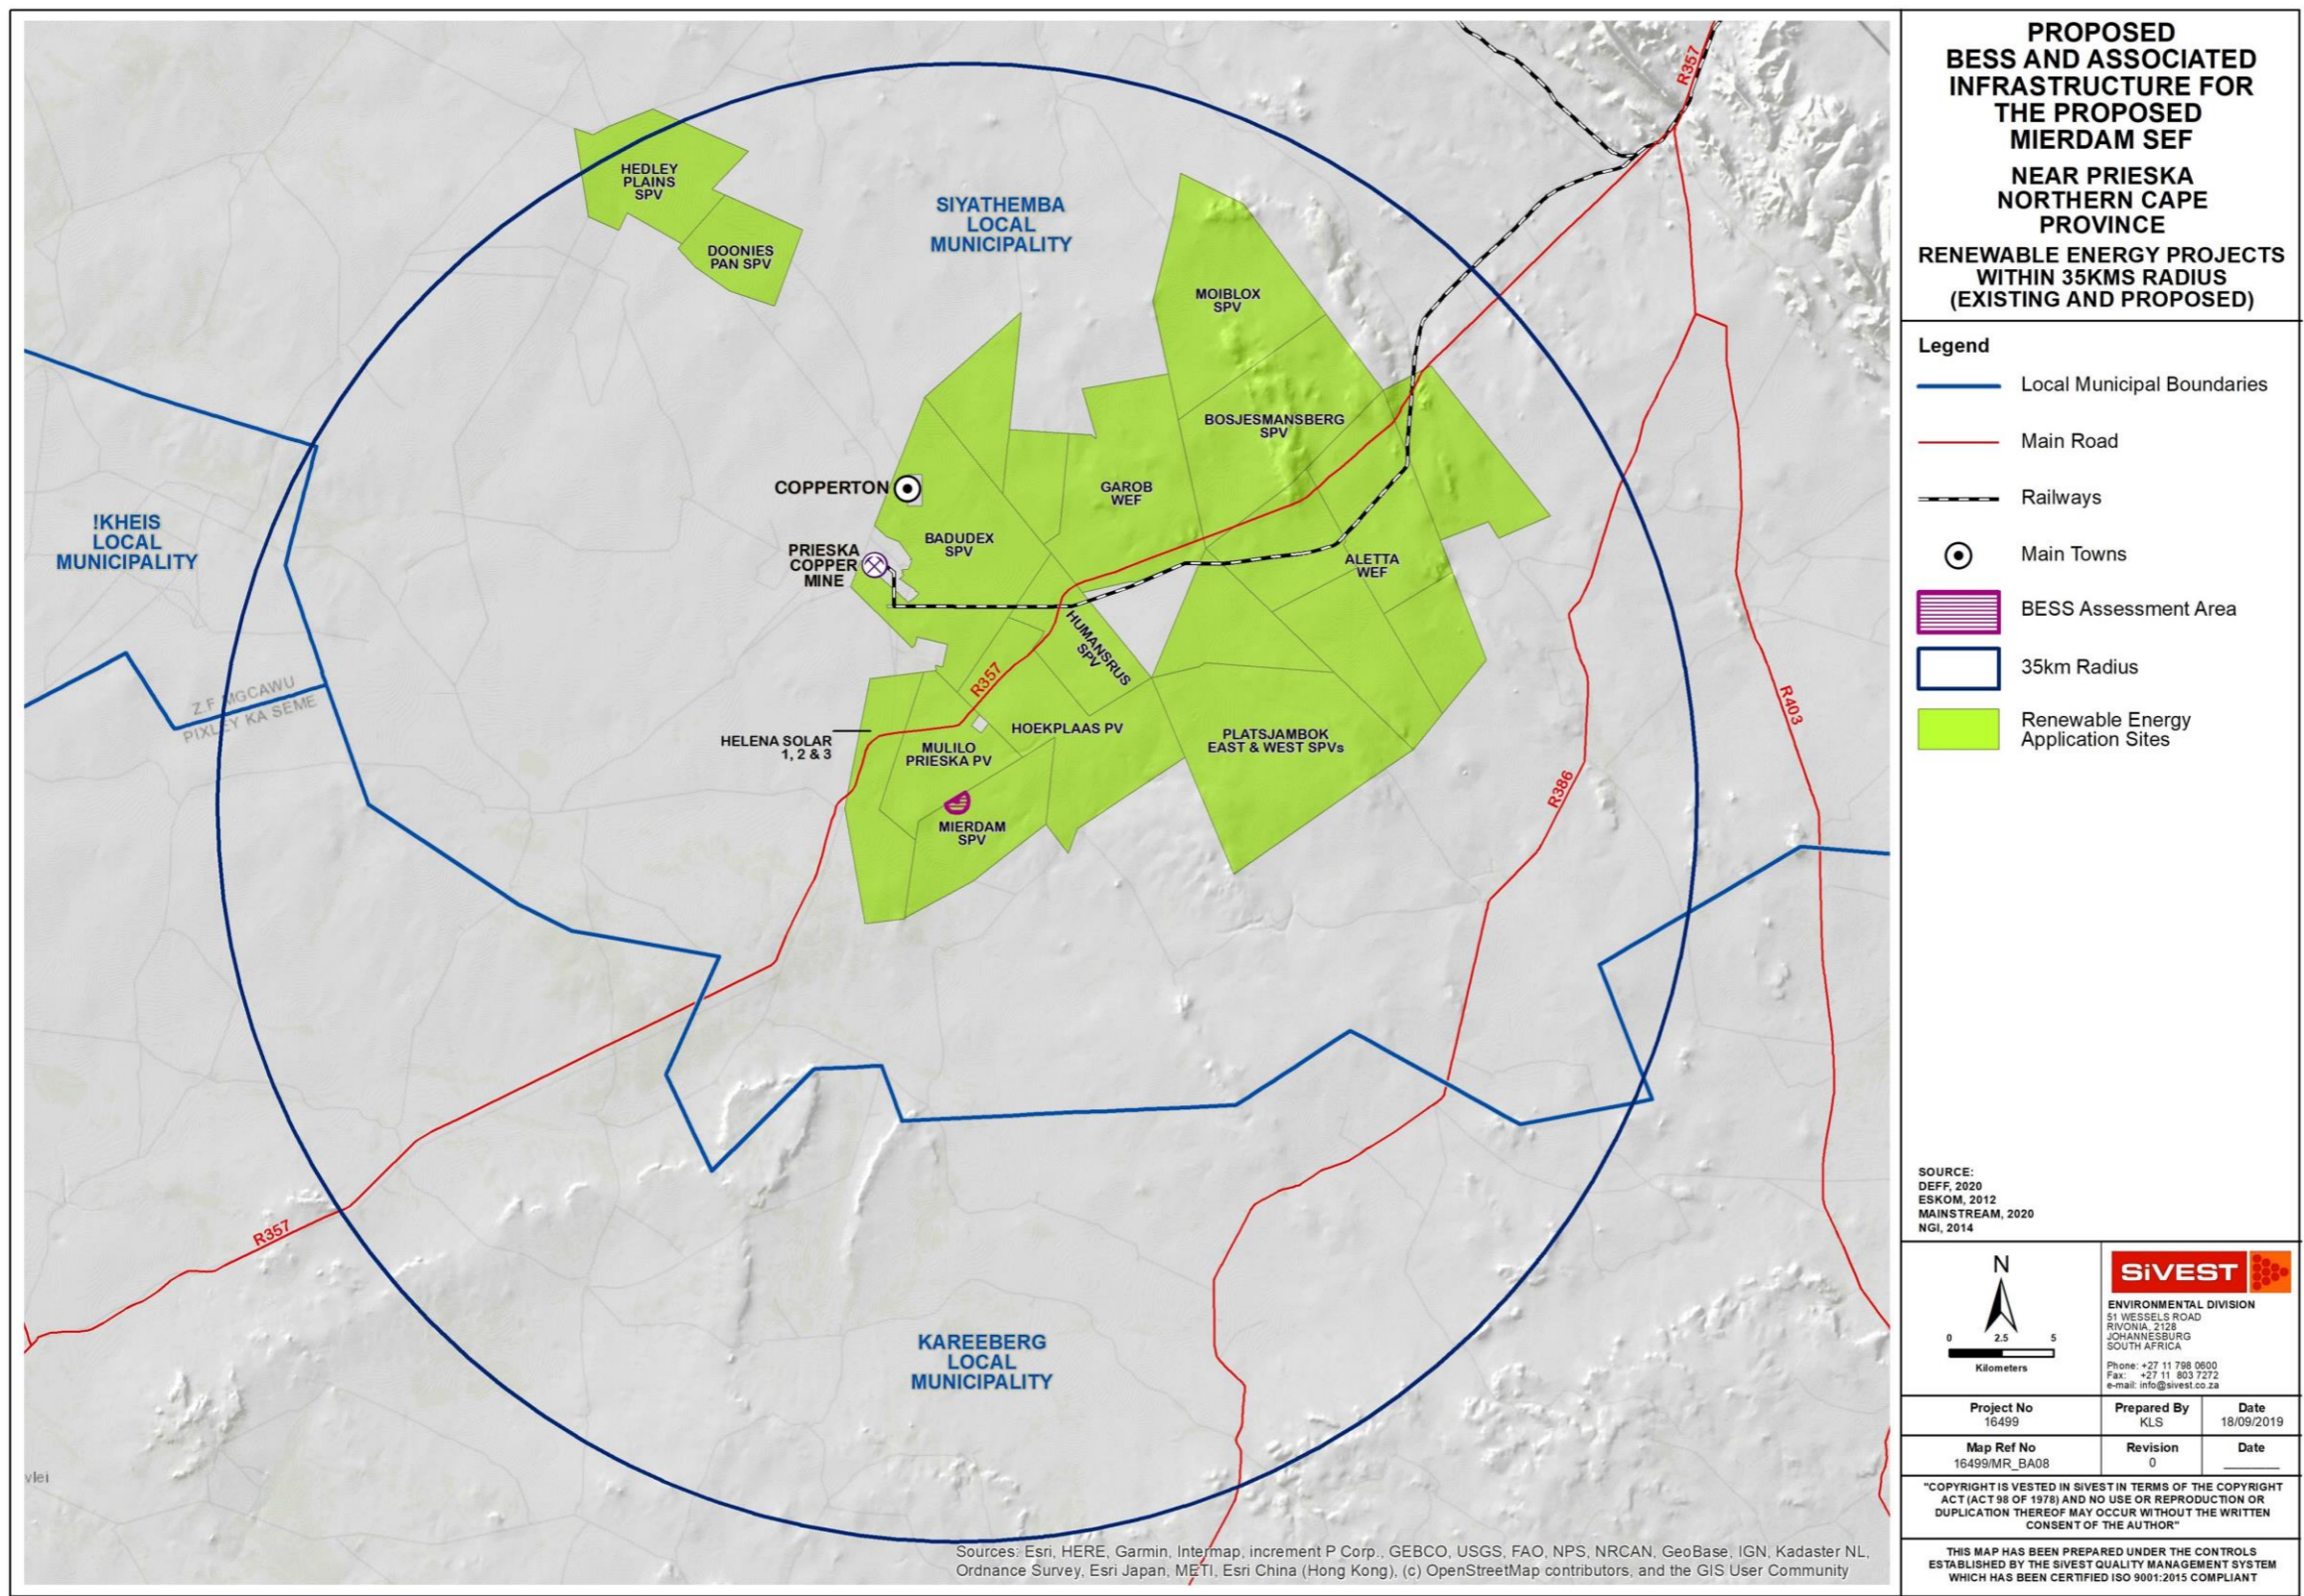 R357
HEDLEY
PLAINS
SPV
DOONIES
PAN SPV
SIYATHEMBA
LOCAL
MUNICIPALITY
MOIBLOX
SPV
BOSJESMANSBERG
SPV
COPPERTON
GAROB
WEF
!KHEIS
LOCAL
MUNICIPALITY
BADUDEX
SPV
PRIESKA
COPPER
MINE
ALETTA
WEF
HUMANSRUS
SPV
R357
Z.F. MGCAWU
PIXLEY KA SEME
R403
HELENA SOLAR
1, 2 & 3
HOEKPLAAS PV
MULILO
PRIESKA PV
PLATSJAMBOK
EAST & WEST SPVs
R386
MIERDAM
SPV
R357
KAREEBERG
LOCAL
MUNICIPALITY
vlei
Sources: Esri, HERE, Garmin, Intermap, increment P Corp., GEBCO, USGS, FAO, NPS, NRCAN, GeoBase, IGN, Kadaster NL,
Ordnance Survey, Esri Japan, METI, Esri China (Hong Kong), (c) OpenStreetMap contributors, and the GIS User Community
PROPOSED
BESS AND ASSOCIATED
INFRASTRUCTURE FOR
THE PROPOSED
MIERDAM SEF
NEAR PRIESKA
NORTHERN CAPE
PROVINCE
RENEWABLE ENERGY PROJECTS
WITHIN 35KMS RADIUS
(EXISTING AND PROPOSED)
Legend
Local Municipal Boundaries
Main Road
Railways
Main Towns
BESS Assessment Area
35km Radius
Renewable Energy
Application Sites
SOURCE:
DEFF, 2020
ESKOM, 2012
MAINSTREAM, 2020
NGI, 2014
N
0 2.5 5
Kilometers
SiVEST
ENVIRONMENTAL DIVISION
51 WESSELS ROAD
RIVONIA, 2128
JOHANNESBURG
SOUTH AFRICA
Phone: +27 11 798 0600
Fax: +27 11 803 7272
e-mail: info@sivest.co.za
Project No
16499
Prepared By
KLS
Date
18/09/2019
Map Ref No
16499/MR_BA08
Revision
0
Date
"COPYRIGHT IS VESTED IN SiVEST IN TERMS OF THE COPYRIGHT
ACT (ACT 98 OF 1978) AND NO USE OR REPRODUCTION OR
DUPLICATION THEREOF MAY OCCUR WITHOUT THE WRITTEN
CONSENT OF THE AUTHOR"
THIS MAP HAS BEEN PREPARED UNDER THE CONTROLS
ESTABLISHED BY THE SiVEST QUALITY MANAGEMENT SYSTEM
WHICH HAS BEEN CERTIFIED ISO 9001:2015 COMPLIANT